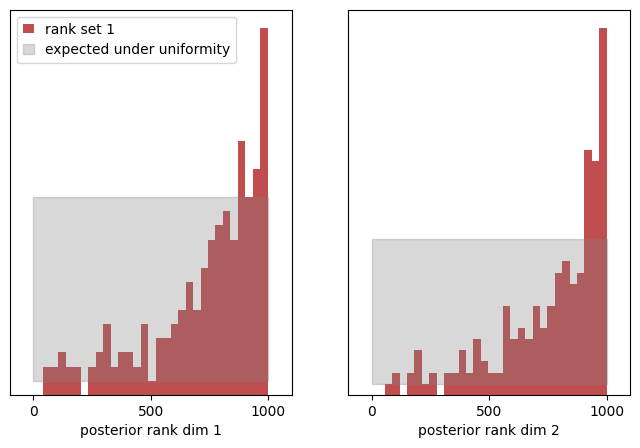 rank set 1
expected under uniformity
0 500 1000
posterior rank dim 1
0 500 1000
posterior rank dim 2